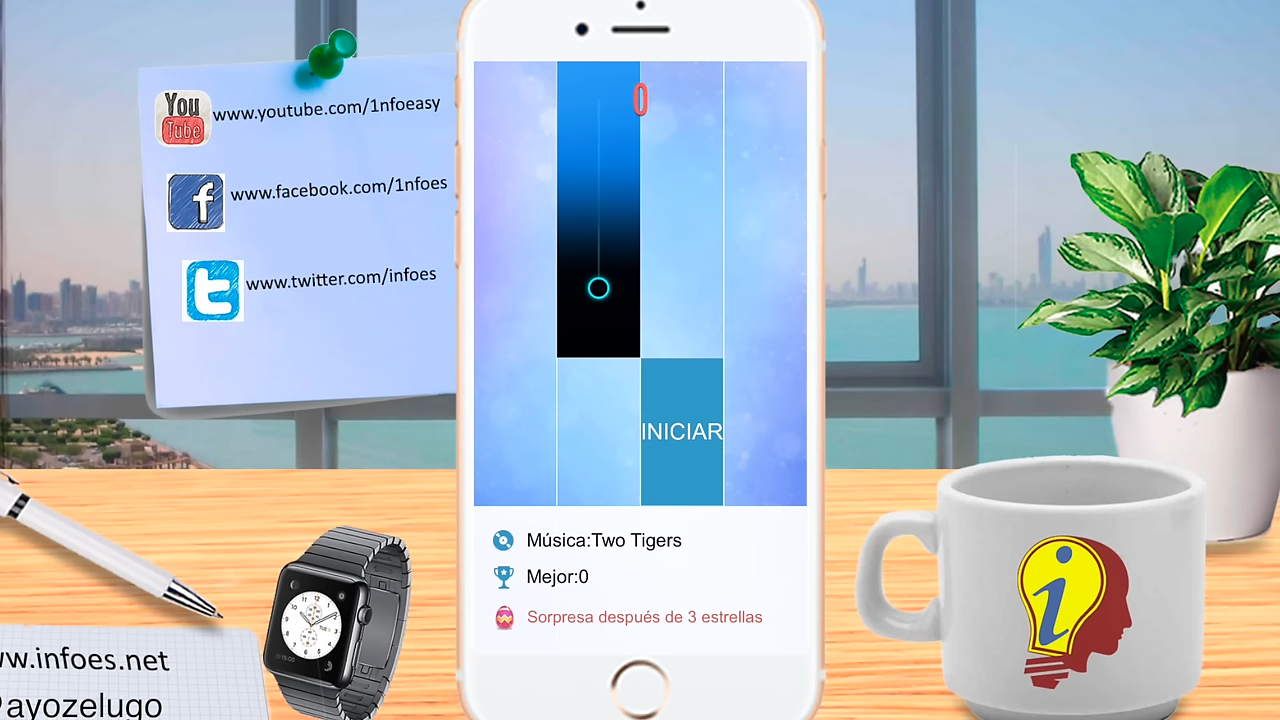 You
Tube
www.youtube.com/1nfoeasy
f
www.facebook.com/1nfoes
t
www.twitter.com/infoes
0
INICIAR
Música:Two Tigers
Mejor:0
Sorpresa después de 3 estrellas
i
w.infoes.net
@ayozelugo